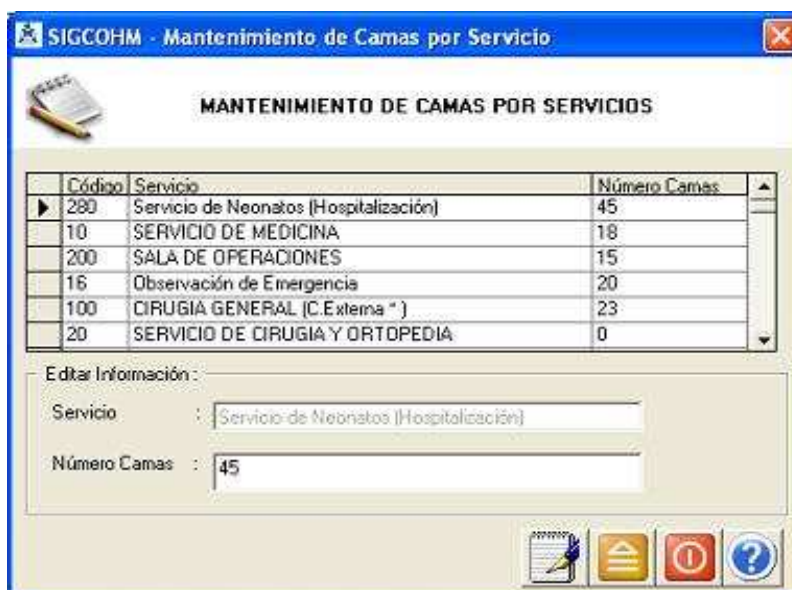 SIGCOHM - Mantenimiento de Camas por Servicio
MANTENIMIENTO DE CAMAS POR SERVICIOS
Código Servicio Número Camas
280 Servicio de Neonatos (Hospitalización) 45
10 SERVICIO DE MEDICINA 18
200 SALA DE OPERACIONES 15
16 Observación de Emergencia 20
100 CIRUGIA GENERAL (C.Externa * ) 23
20 SERVICIO DE CIRUGIA Y ORTOPEDIA 0
Editar Información :
Servicio : Servicio de Neonatos (Hospitalización)
Número Camas : 45